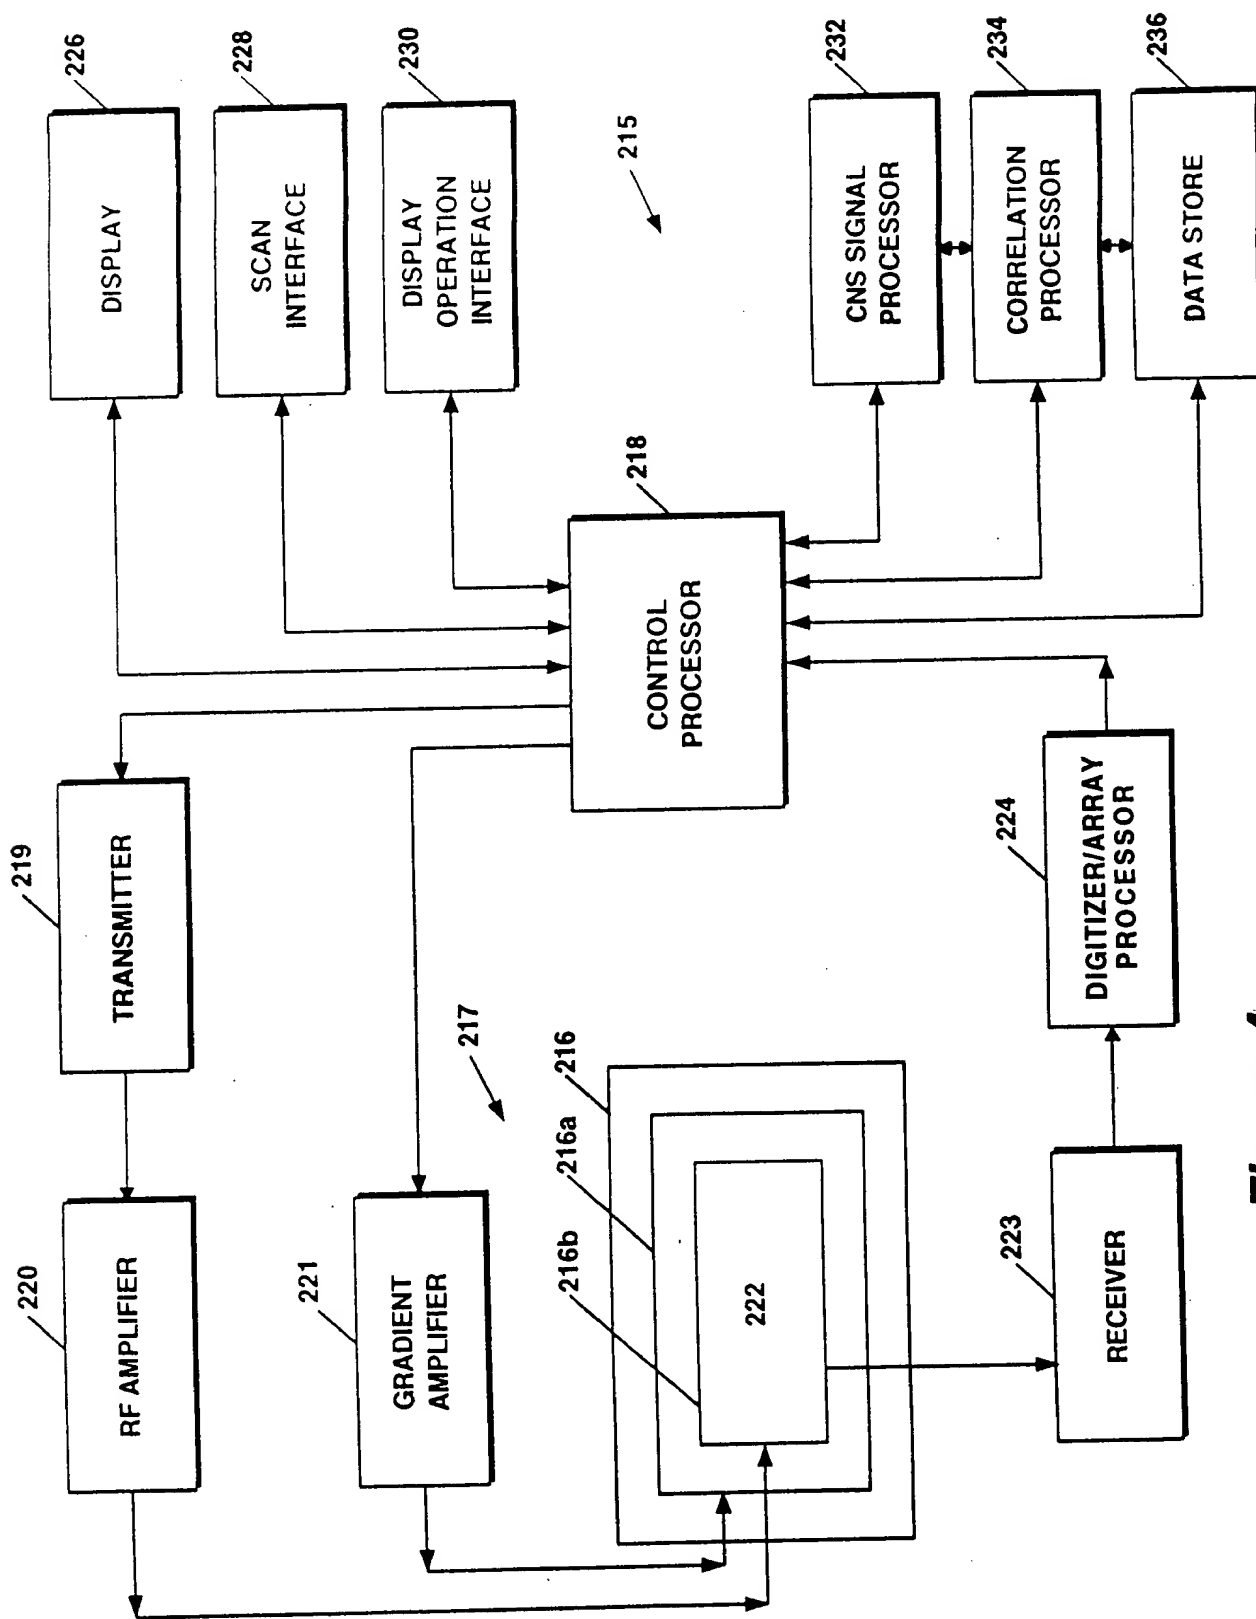 220
219
226
RF AMPLIFIER
TRANSMITTER
DISPLAY
228
SCAN
INTERFACE
221
GRADIENT
AMPLIFIER
230
DISPLAY
OPERATION
INTERFACE
217
216b
216a
216
222
218
CONTROL
PROCESSOR
215
232
CNS SIGNAL
PROCESSOR
223
RECEIVER
224
DIGITIZER/ARRAY
PROCESSOR
234
CORRELATION
PROCESSOR
236
DATA STORE